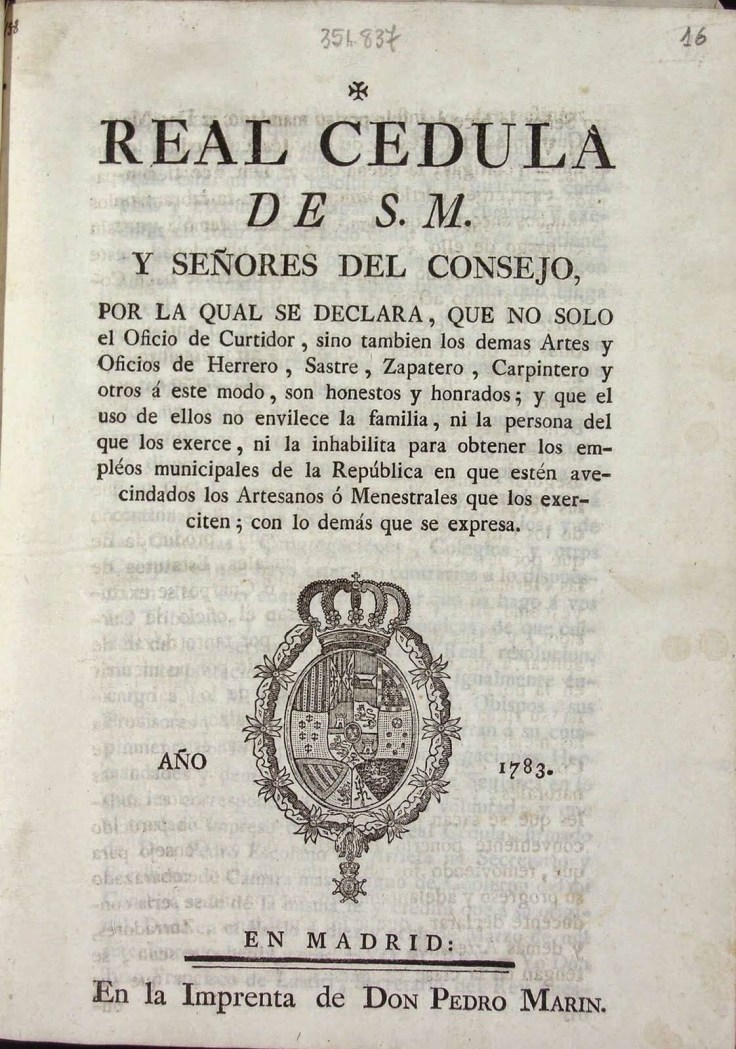 351.837
16
✠
REAL CEDULA
DE S. M.
Y SEÑORES DEL CONSEJO,
POR LA QUAL SE DECLARA, QUE NO SOLO
el Oficio de Curtidor, sino tambien los demas Artes y
Oficios de Herrero, Sastre, Zapatero, Carpintero y
otros á este modo, son honestos y honrados; y que el
uso de ellos no envilece la familia, ni la persona del
que los exerce, ni la inhabilita para obtener los em-
pléos municipales de la República en que estén ave-
cindados los Artesanos ó Menestrales que los exer-
citen; con lo demás que se expresa.
AÑO 1783.
EN MADRID:
En la Imprenta de DON PEDRO MARIN.